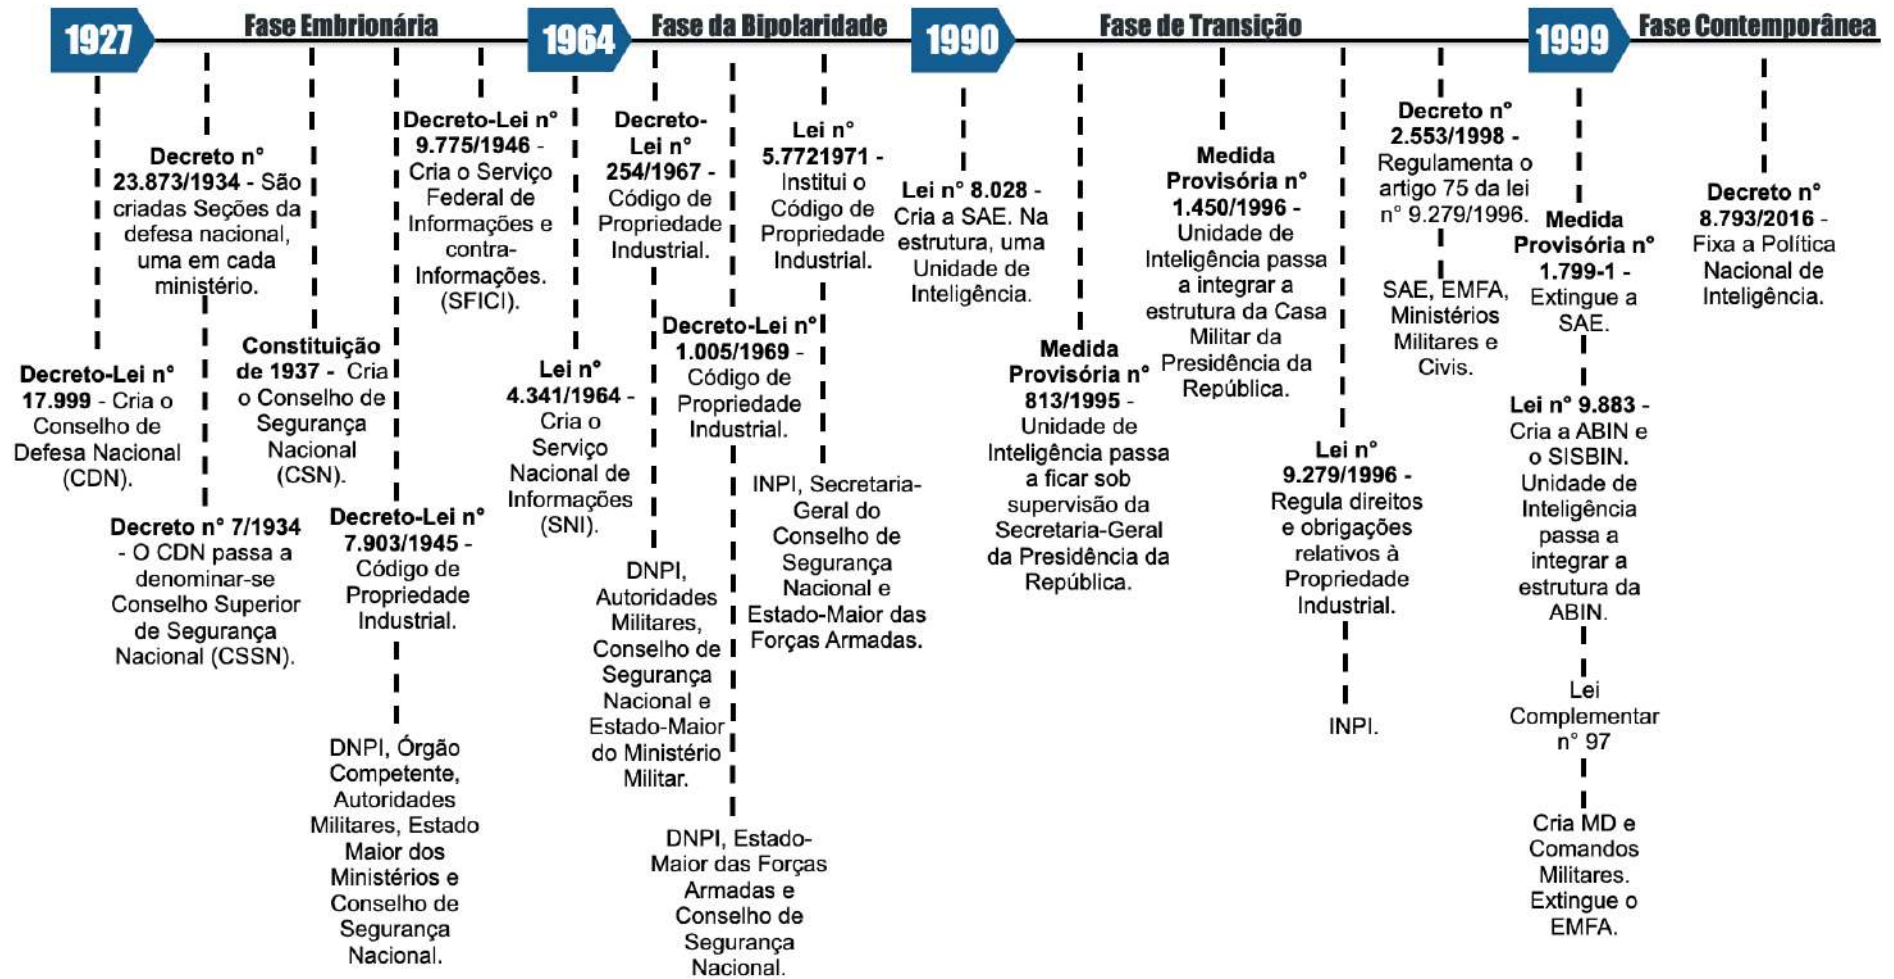 1927
Fase Embrionária
1964
Fase da Bipolaridade
1990
Fase de Transição
1999
Fase Contemporânea
Decreto-Lei n°
17.999 - Cria o
Conselho de
Defesa Nacional
(CDN).
Decreto n°
23.873/1934 - São
criadas Seções da
defesa nacional,
uma em cada
ministério.
Decreto n° 7/1934
- O CDN passa a
denominar-se
Conselho Superior
de Segurança
Nacional (CSSN).
Constituição
de 1937 - Cria
o Conselho de
Segurança
Nacional
(CSN).
Decreto-Lei n°
7.903/1945 -
Código de
Propriedade
Industrial.
DNPI, Órgão
Competente,
Autoridades
Militares, Estado
Maior dos
Ministérios e
Conselho de
Segurança
Nacional.
Decreto-Lei n°
9.775/1946 -
Cria o Serviço
Federal de
Informações e
contra-
Informações.
(SFICI).
Lei n°
4.341/1964 -
Cria o
Serviço
Nacional de
Informações
(SNI).
Decreto-
Lei n°
254/1967 -
Código de
Propriedade
Industrial.
DNPI,
Autoridades
Militares,
Conselho de
Segurança
Nacional e
Estado-Maior
do Ministério
Militar.
Decreto-Lei n°
1.005/1969 -
Código de
Propriedade
Industrial.
DNPI, Estado-
Maior das Forças
Armadas e
Conselho de
Segurança
Nacional.
Lei n°
5.7721971 -
Institui o
Código de
Propriedade
Industrial.
INPI, Secretaria-
Geral do
Conselho de
Segurança
Nacional e
Estado-Maior das
Forças Armadas.
Lei n° 8.028 -
Cria a SAE. Na
estrutura, uma
Unidade de
Inteligência.
Medida
Provisória n°
813/1995 -
Unidade de
Inteligência passa
a ficar sob
supervisão da
Secretaria-Geral
da Presidência da
República.
Medida
Provisória n°
1.450/1996 -
Unidade de
Inteligência passa
a integrar a
estrutura da Casa
Militar da
Presidência da
República.
Lei n°
9.279/1996 -
Regula direitos
e obrigações
relativos à
Propriedade
Industrial.
INPI.
Decreto n°
2.553/1998 -
Regulamenta o
artigo 75 da lei
n° 9.279/1996.
SAE, EMFA,
Ministérios
Militares e
Civis.
Medida
Provisória n°
1.799-1 -
Extingue a
SAE.
Lei n° 9.883 -
Cria a ABIN e
o SISBIN.
Unidade de
Inteligência
passa a
integrar a
estrutura da
ABIN.
Lei
Complementar
n° 97
Cria MD e
Comandos
Militares.
Extingue o
EMFA.
Decreto n°
8.793/2016 -
Fixa a Política
Nacional de
Inteligência.